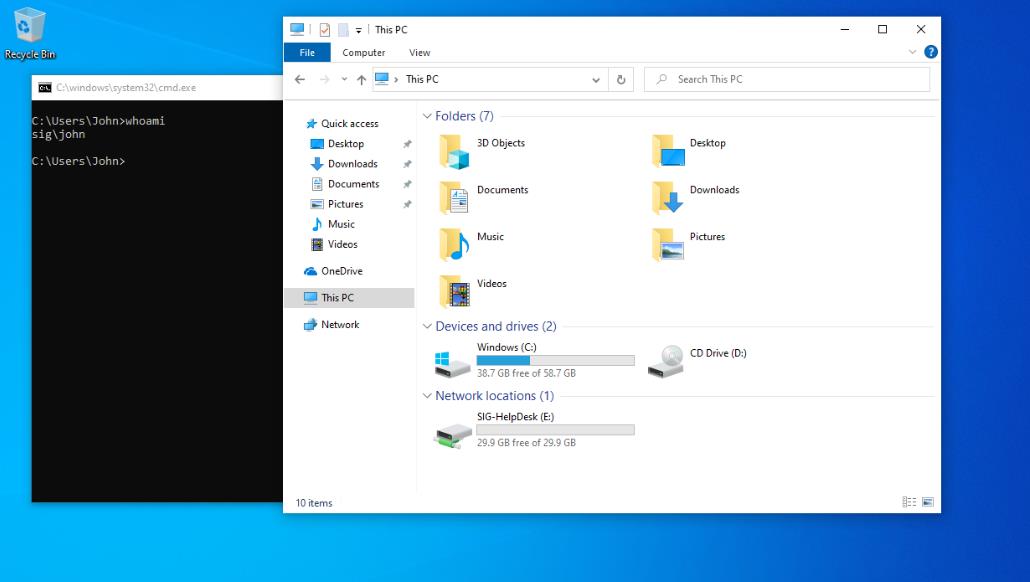 Recycle Bin
C:\windows\system32\cmd.exe
C:\Users\John>whoami
sig\john
C:\Users\John>
This PC
File Computer View
This PC
Search This PC
Quick access
Desktop
Downloads
Documents
Pictures
Music
Videos
OneDrive
This PC
Network
Folders (7)
3D Objects
Desktop
Documents
Downloads
Music
Pictures
Videos
Devices and drives (2)
Windows (C:)
38.7 GB free of 58.7 GB
CD Drive (D:)
Network locations (1)
SIG-HelpDesk (E:)
29.9 GB free of 29.9 GB
10 items